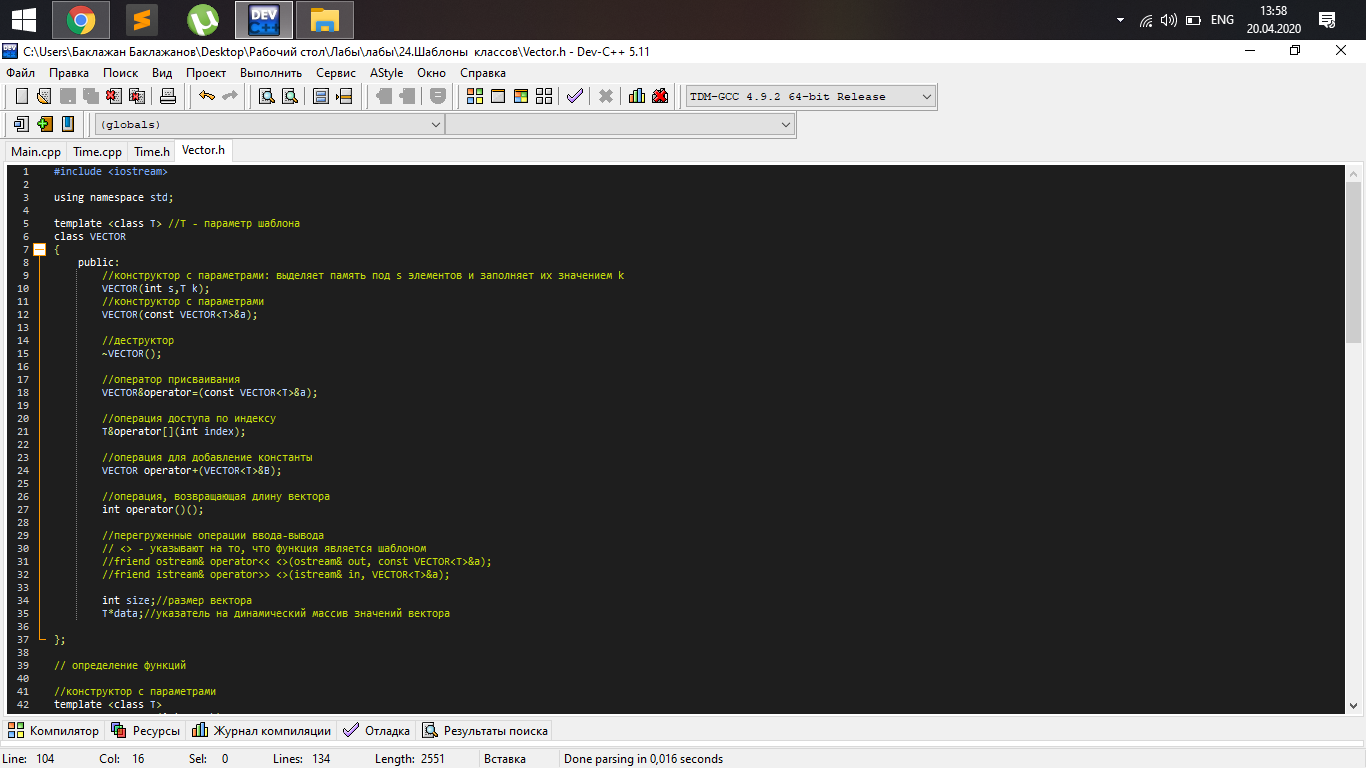 DEV
C++
ENG
13:58
20.04.2020
C:\Users\Баклажан Баклажанов\Desktop\Рабочий стол\Лабы\лабы\24.Шаблоны  классов\Vector.h - Dev-C++ 5.11
Файл Правка Поиск Вид Проект Выполнить Сервис AStyle Окно Справка
TDM-GCC 4.9.2 64-bit Release
(globals)
Main.cpp Time.cpp Time.h Vector.h
1 #include <iostream>
2
3 using namespace std;
4
5 template <class T> //T - параметр шаблона
6 class VECTOR
7 {
8 public:
9 //конструктор с параметрами: выделяет память под s элементов и заполняет их значением k
10 VECTOR(int s,T k);
11 //конструктор с параметрами
12 VECTOR(const VECTOR<T>&a);
13
14 //деструктор
15 ~VECTOR();
16
17 //оператор присваивания
18 VECTOR&operator=(const VECTOR<T>&a);
19
20 //операция доступа по индексу
21 T&operator[](int index);
22
23 //операция для добавление константы
24 VECTOR operator+(VECTOR<T>&B);
25
26 //операция, возвращающая длину вектора
27 int operator()();
28
29 //перегруженные операции ввода-вывода
30 // <> - указывают на то, что функция является шаблоном
31 //friend ostream& operator<< <>(ostream& out, const VECTOR<T>&a);
32 //friend istream& operator>> <>(istream& in, VECTOR<T>&a);
33
34 int size;//размер вектора
35 T*data;//указатель на динамический массив значений вектора
36
37 };
38
39 // определение функций
40
41 //конструктор с параметрами
42 template <class T>
Компилятор Ресурсы Журнал компиляции Отладка Результаты поиска
Line: 104 Col: 16 Sel: 0 Lines: 134 Length: 2551 Вставка Done parsing in 0,016 seconds